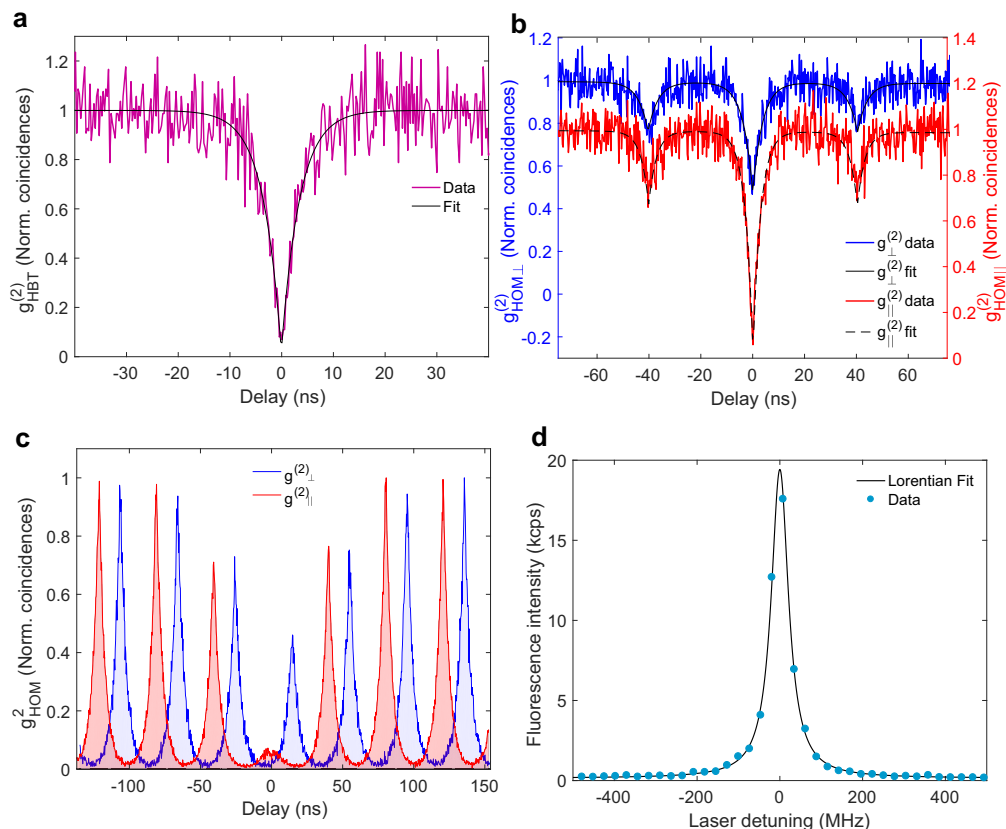 a
g(2)HBT (Norm. coincidences)
1.2
1
0.8
0.6
0.4
0.2
0
Data
Fit
-30 -20 -10 0 10 20 30
Delay (ns)
b
g(2)HOM⊥ (Norm. coincidences)
1.2
1
0.8
0.6
0.4
0.2
0
-0.2
g(2)⊥ data
g(2)⊥ fit
g(2)|| data
g(2)|| fit
1.4
1.2
1
0.8
0.6
0.4
0.2
0
g(2)HOM|| (Norm. coincidences)
-60 -40 -20 0 20 40 60
Delay (ns)
c
g2HOM (Norm. coincidences)
1
0.8
0.6
0.4
0.2
0
g(2)⊥
g(2)||
-100 -50 0 50 100 150
Delay (ns)
d
Fluorescence intensity (kcps)
20
15
10
5
0
Lorentian Fit
Data
-400 -200 0 200 400
Laser detuning (MHz)